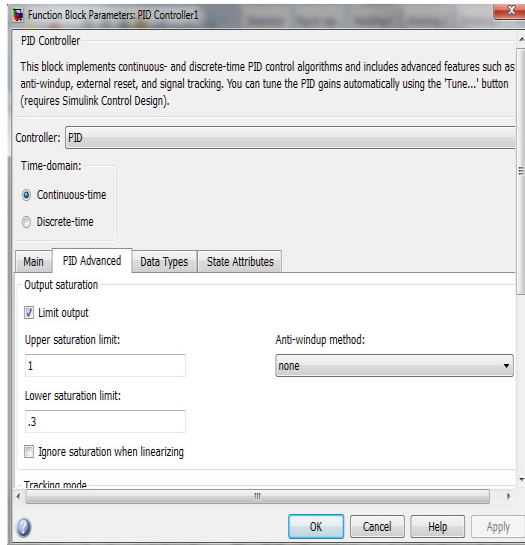 Function Block Parameters: PID Controller1
PID Controller
This block implements continuous- and discrete-time PID control algorithms and includes advanced features such as
anti-windup, external reset, and signal tracking. You can tune the PID gains automatically using the 'Tune...' button
(requires Simulink Control Design).
Controller: PID
Time-domain:
Continuous-time
Discrete-time
Main PID Advanced Data Types State Attributes
Output saturation
Limit output
Upper saturation limit: Anti-windup method:
1 none
Lower saturation limit:
.3
Ignore saturation when linearizing
Tracking mode
OK Cancel Help Apply